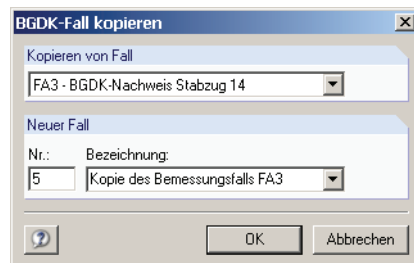 BGDK-Fall kopieren
Kopieren von Fall
FA3 - BGDK-Nachweis Stabzug 14
Neuer Fall
Nr.: Bezeichnung:
5 Kopie des Bemessungsfalls FA3
OK Abbrechen